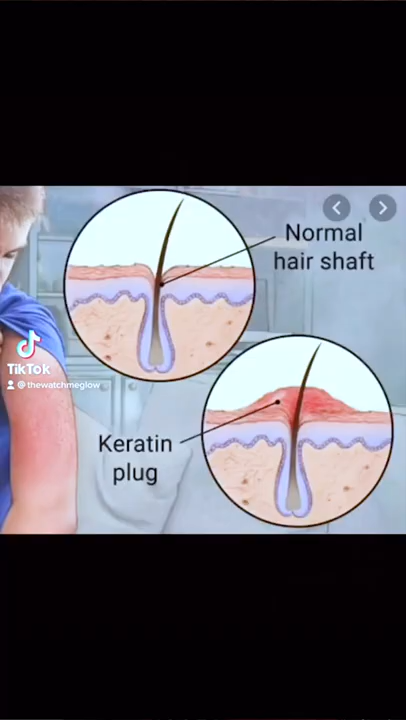 Normal
hair shaft
TikTok
@thewatchmeglow
Keratin
plug